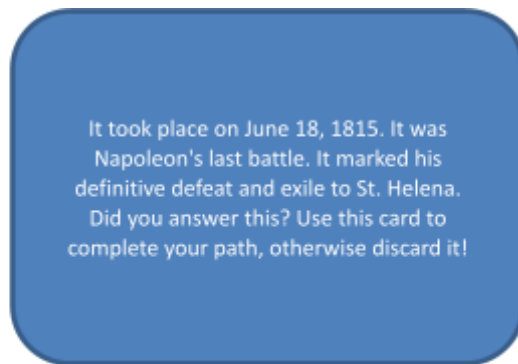 It took place on June 18, 1815. It was
Napoleon's last battle. It marked his
definitive defeat and exile to St. Helena.
Did you answer this? Use this card to
complete your path, otherwise discard it!